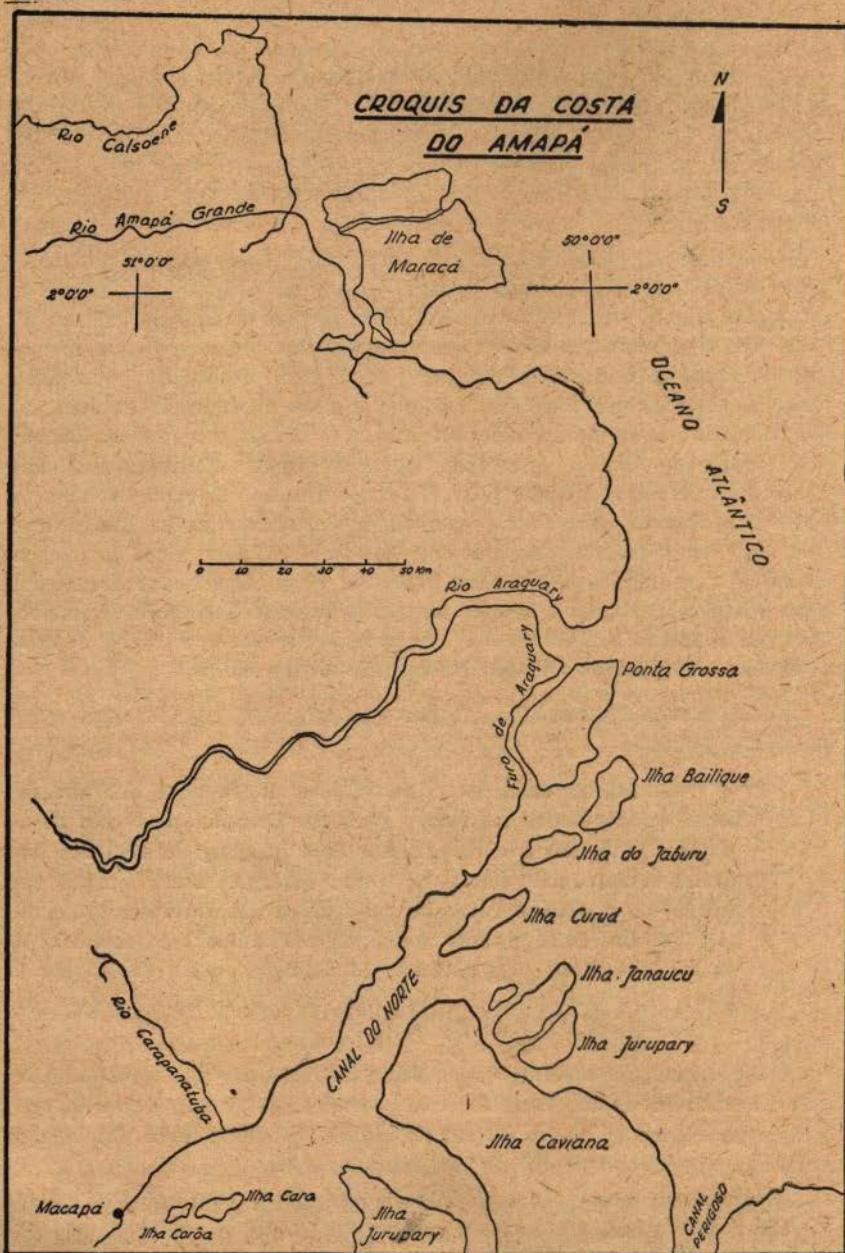 CROQUIS DA COSTA
DO AMAPÁ
N
S
Rio Calsoene
Rio Amapá Grande
Ilha de
Maracá
51°0'0"
2°0'0"
50°0'0"
2°0'0"
OCEANO
ATLÂNTICO
0 10 20 30 40 50 Km
Rio Araguary
Furo de Araguary
Ponta Grossa
Ilha Bailique
Ilha do Jaburu
Ilha Curuá
Ilha Janaucu
Ilha Jurupary
CANAL DO NORTE
Rio Carapanatuba
Ilha Caviana
Macapá
Ilha Cara
Ilha Corôa
Ilha
Jurupary
CANAL
PERIGOSO